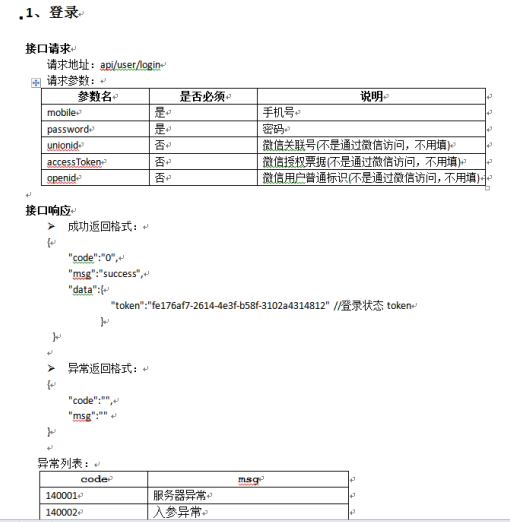 1、登录
接口请求
请求地址：api/user/login
请求参数：
参数名 是否必须 说明
mobile 是 手机号
password 是 密码
unionid 否 微信关联号(不是通过微信访问，不用填)
accessToken 否 微信授权票据(不是通过微信访问，不用填)
openid 否 微信用户普通标识(不是通过微信访问，不用填)
接口响应
➤ 成功返回格式：
{
"code":"0",
"msg":"success",
"data":{
"token":"fe176af7-2614-4e3f-b58f-3102a4314812" //登录状态 token
}
}
➤ 异常返回格式：
{
"code":"",
"msg":""
}
异常列表：
code msg
140001 服务器异常
140002 入参异常